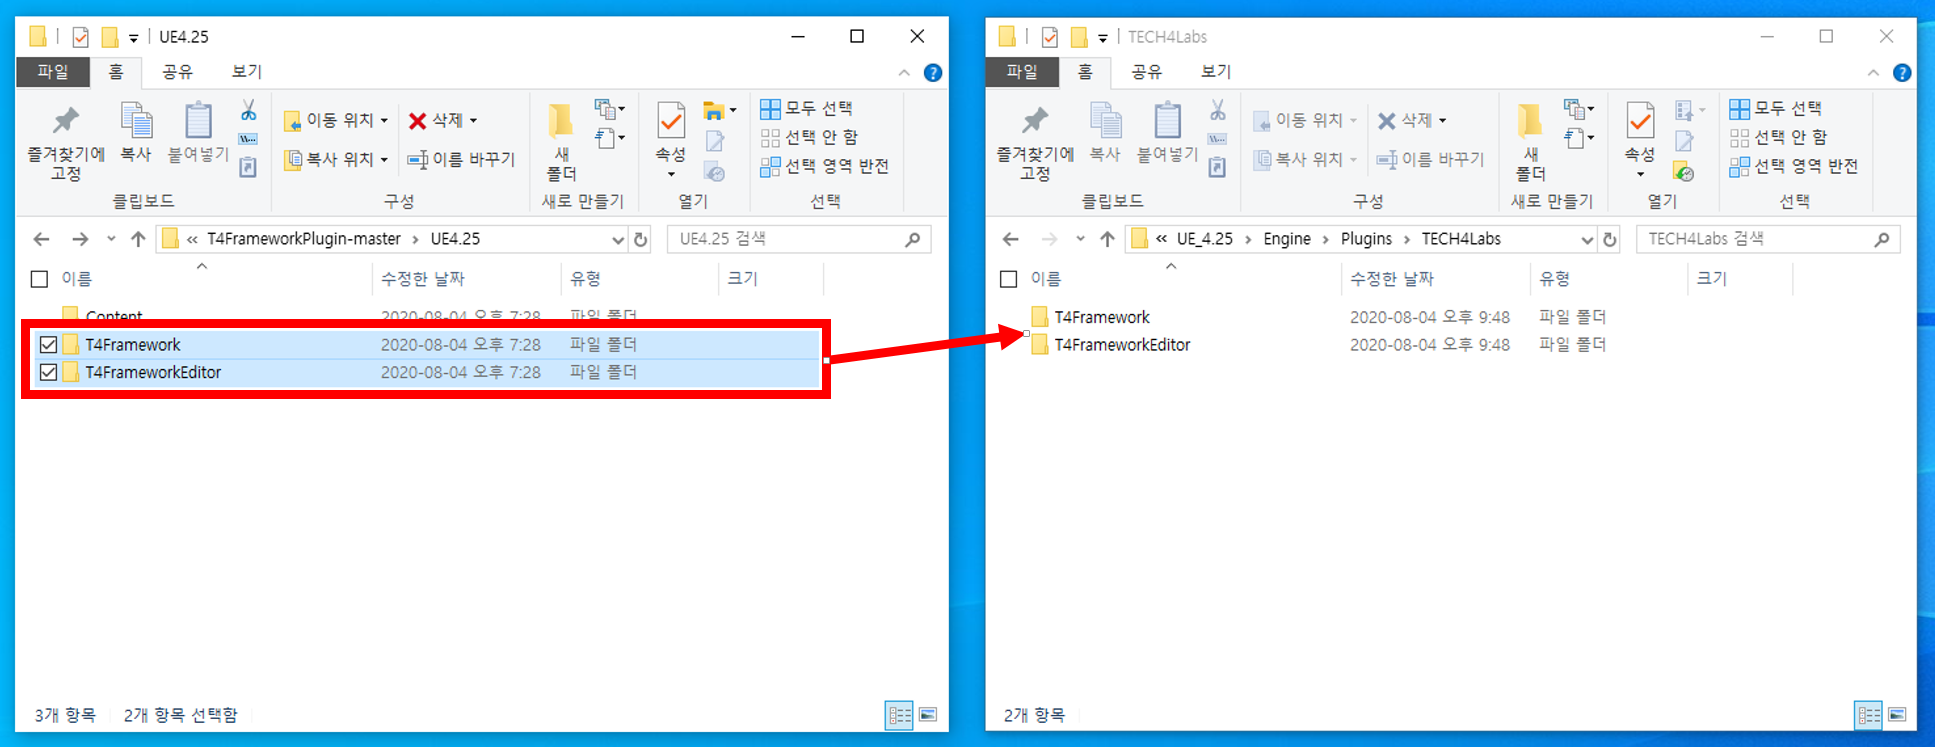 UE4.25
파일 홈 공유 보기
즐겨찾기에 고정
복사
붙여넣기
이동 위치
복사 위치
삭제
이름 바꾸기
새 폴더
속성
모두 선택
선택 안 함
선택 영역 반전
클립보드 구성 새로 만들기 열기 선택
« T4FrameworkPlugin-master › UE4.25
UE4.25 검색
이름 수정한 날짜 유형 크기
Content 2020-08-04 오후 7:28 파일 폴더
T4Framework 2020-08-04 오후 7:28 파일 폴더
T4FrameworkEditor 2020-08-04 오후 7:28 파일 폴더
3개 항목 2개 항목 선택함
TECH4Labs
파일 홈 공유 보기
즐겨찾기에 고정
복사
붙여넣기
이동 위치
복사 위치
삭제
이름 바꾸기
새 폴더
속성
모두 선택
선택 안 함
선택 영역 반전
클립보드 구성 새로 만들기 열기 선택
« UE_4.25 › Engine › Plugins › TECH4Labs
TECH4Labs 검색
이름 수정한 날짜 유형 크기
T4Framework 2020-08-04 오후 9:48 파일 폴더
T4FrameworkEditor 2020-08-04 오후 9:48 파일 폴더
2개 항목